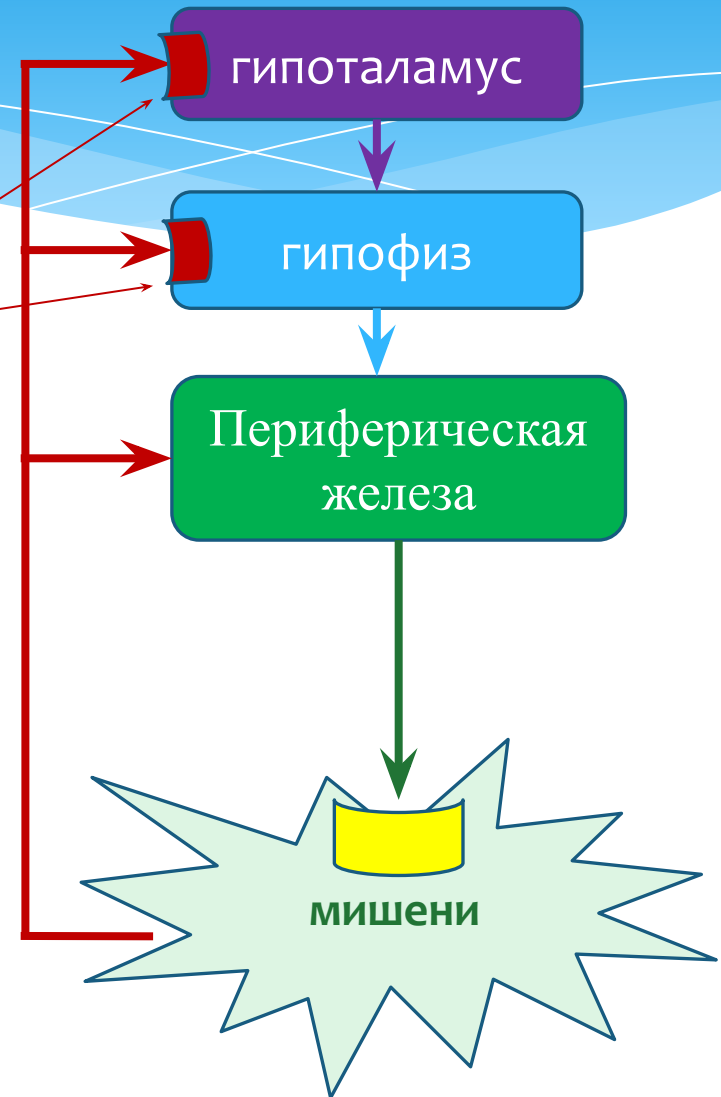 гипоталамус
гипофиз
Периферическая
железа
мишени